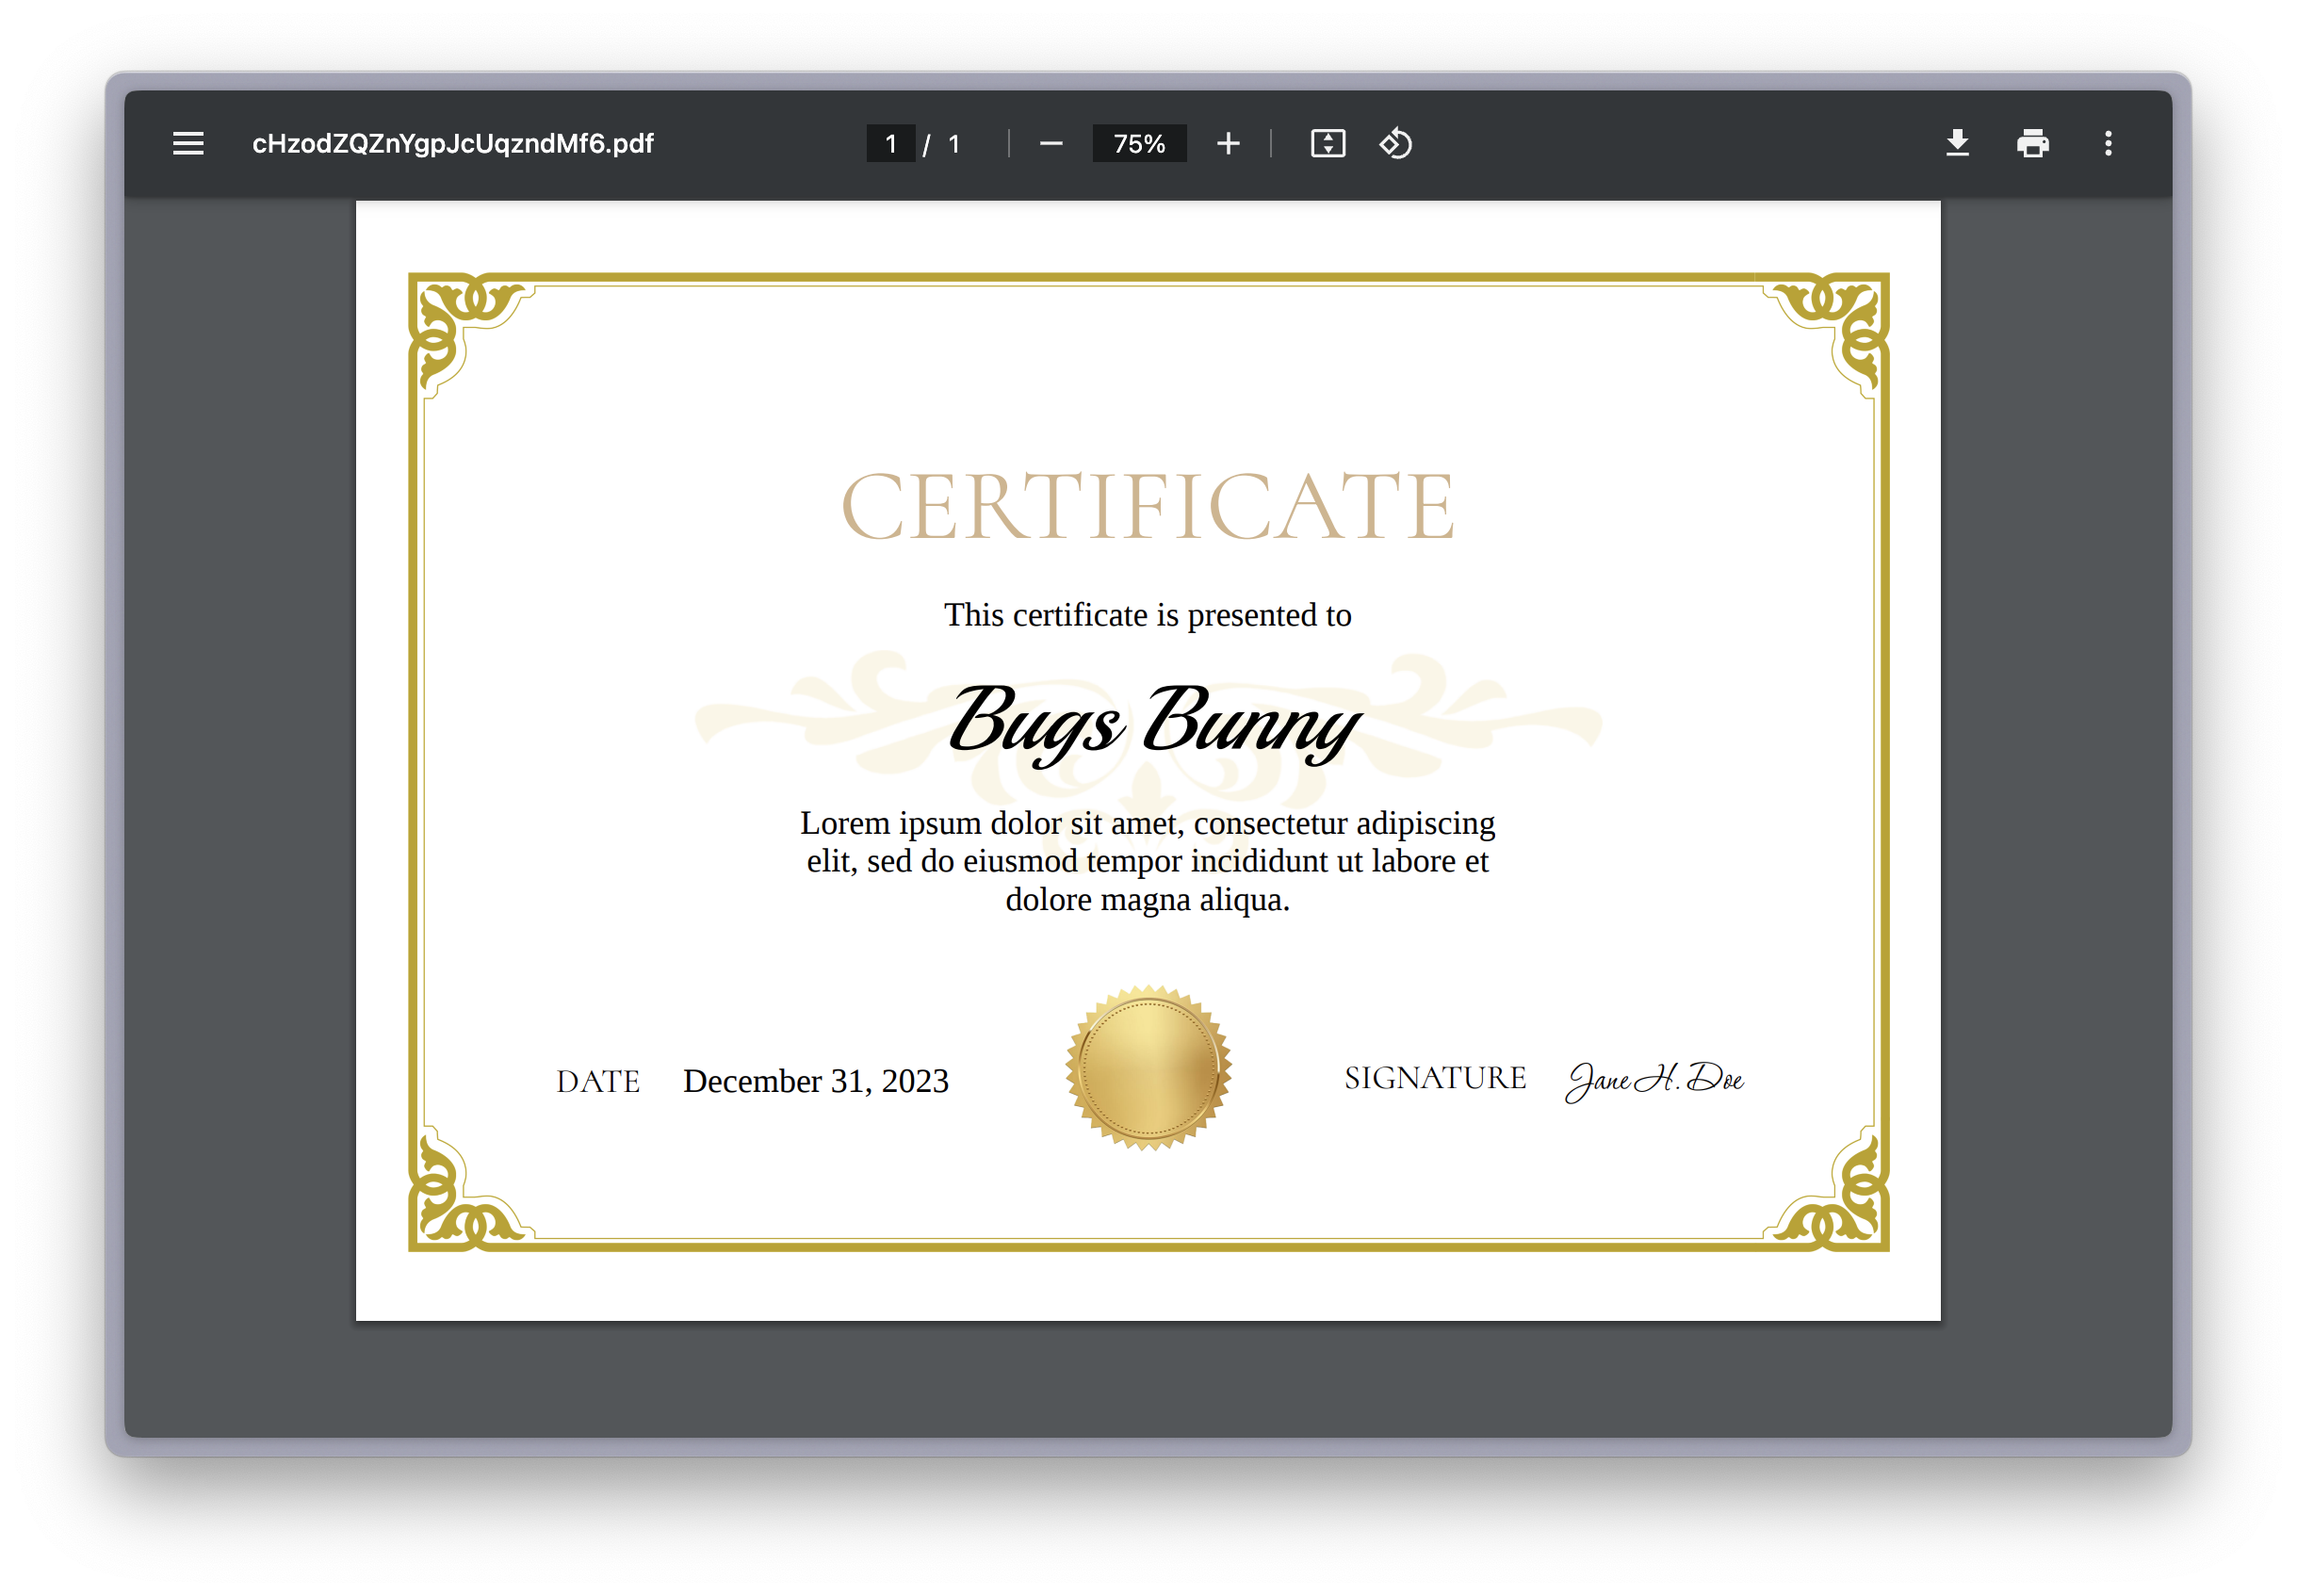 cHzodZQZnYgpJcUqzndMf6.pdf
1 / 1
75%
CERTIFICATE
This certificate is presented to
Bugs Bunny
Lorem ipsum dolor sit amet, consectetur adipiscing
elit, sed do eiusmod tempor incididunt ut labore et
dolore magna aliqua.
DATE December 31, 2023
SIGNATURE Jane H. Doe